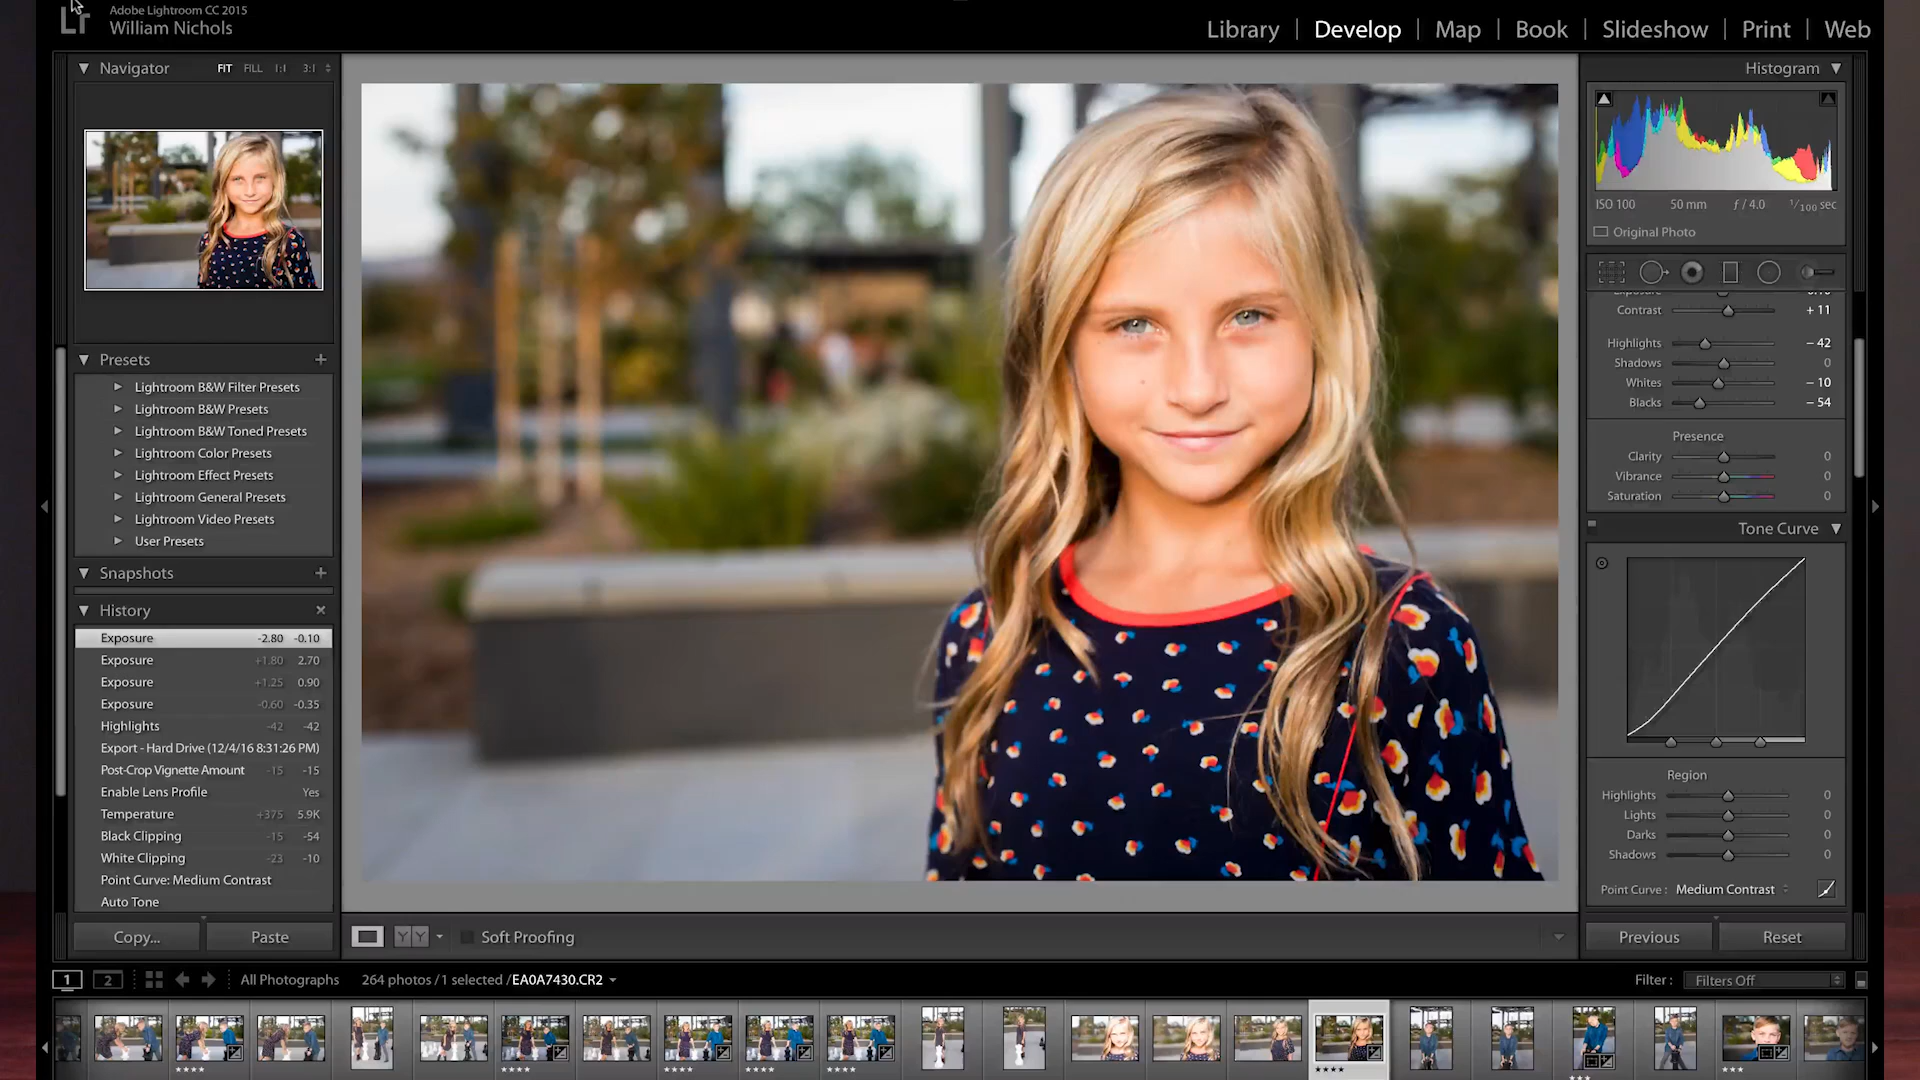 Lr
Adobe Lightroom CC 2015
William Nichols
Library | Develop | Map | Book | Slideshow | Print | Web
Navigator FIT FILL 1:1 3:1
Presets +
Lightroom B&W Filter Presets
Lightroom B&W Presets
Lightroom B&W Toned Presets
Lightroom Color Presets
Lightroom Effect Presets
Lightroom General Presets
Lightroom Video Presets
User Presets
Snapshots +
History ×
Exposure -2.80 -0.10
Exposure +1.80 2.70
Exposure +1.25 0.90
Exposure -0.60 -0.35
Highlights -42 -42
Export - Hard Drive (12/4/16 8:31:26 PM)
Post-Crop Vignette Amount -15 -15
Enable Lens Profile Yes
Temperature +375 5.9K
Black Clipping -15 -54
White Clipping -23 -10
Point Curve: Medium Contrast
Auto Tone
Copy... Paste
Y Y Soft Proofing
Histogram
ISO 100 50 mm ƒ / 4.0 1/100 sec
Original Photo
Contrast + 11
Highlights – 42
Shadows 0
Whites – 10
Blacks – 54
Presence
Clarity 0
Vibrance 0
Saturation 0
Tone Curve
Region
Highlights 0
Lights 0
Darks 0
Shadows 0
Point Curve : Medium Contrast
Previous Reset
1 2 All Photographs 264 photos / 1 selected / EA0A7430.CR2 Filter : Filters Off